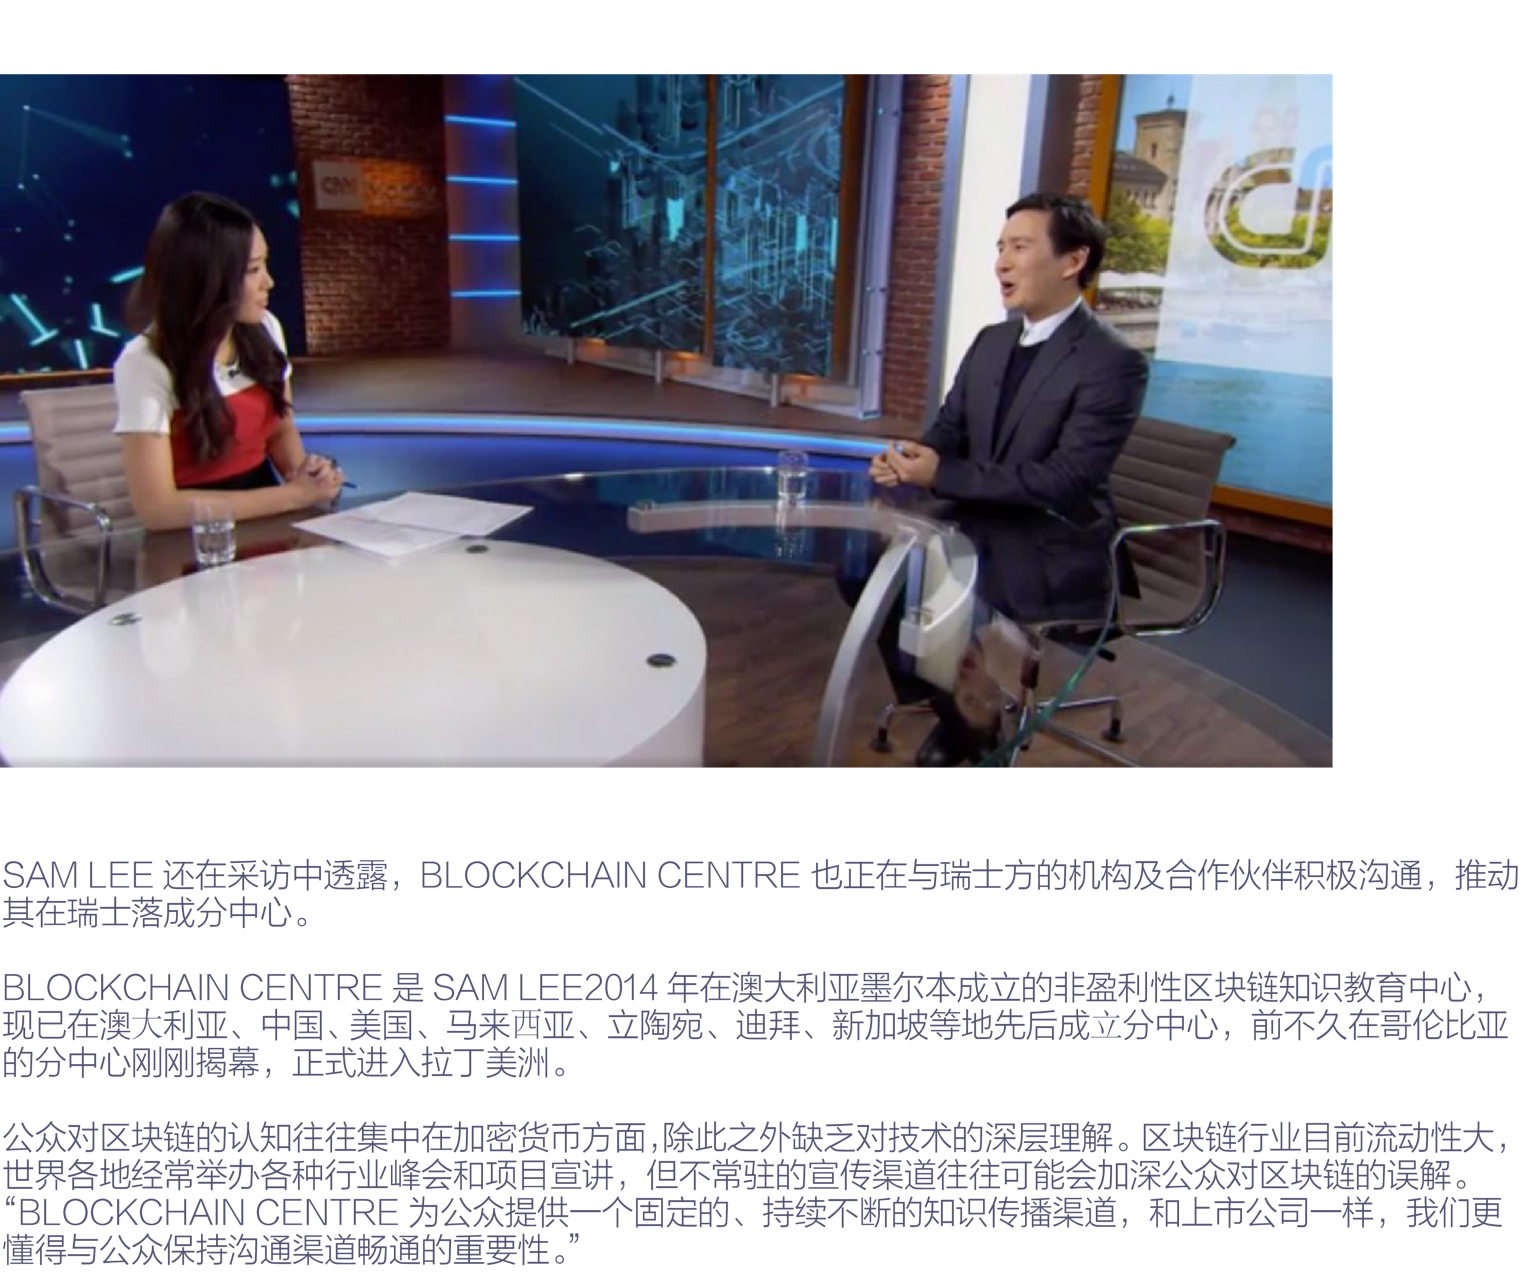 CNN
MONEY
SAM LEE 还在采访中透露，BLOCKCHAIN CENTRE 也正在与瑞士方的机构及合作伙伴积极沟通，推动
其在瑞士落成分中心。
BLOCKCHAIN CENTRE 是 SAM LEE2014 年在澳大利亚墨尔本成立的非盈利性区块链知识教育中心，
现已在澳大利亚、中国、美国、马来西亚、立陶宛、迪拜、新加坡等地先后成立分中心，前不久在哥伦比亚
的分中心刚刚揭幕，正式进入拉丁美洲。
公众对区块链的认知往往集中在加密货币方面，除此之外缺乏对技术的深层理解。区块链行业目前流动性大，
世界各地经常举办各种行业峰会和项目宣讲，但不常驻的宣传渠道往往可能会加深公众对区块链的误解。
“BLOCKCHAIN CENTRE 为公众提供一个固定的、持续不断的知识传播渠道，和上市公司一样，我们更
懂得与公众保持沟通渠道畅通的重要性。”